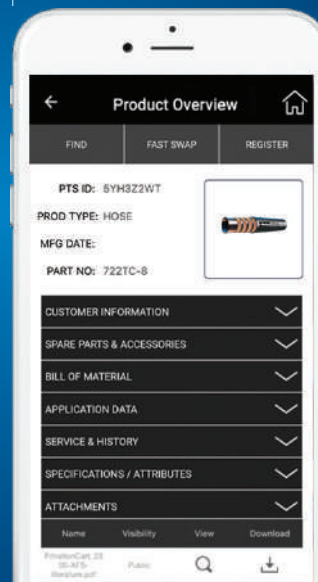 Product Overview
FIND FAST SWAP REGISTER
PTS ID: 5YH3Z2WT
PROD TYPE: HOSE
MFG DATE:
PART NO: 722TC-8
CUSTOMER INFORMATION
SPARE PARTS & ACCESSORIES
BILL OF MATERIAL
APPLICATION DATA
SERVICE & HISTORY
SPECIFICATIONS / ATTRIBUTES
ATTACHMENTS
Name Visibility View Download
Public